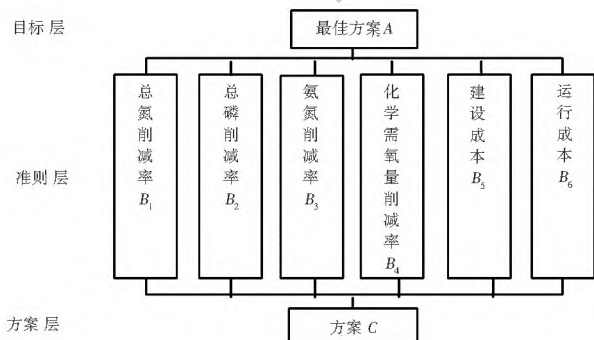 目标层
最佳方案A
准则层
总氮削减率B₁
总磷削减率B₂
氨氮削减率B₃
化学需氧量削减率B₄
建设成本B₅
运行成本B₆
方案层
方案C